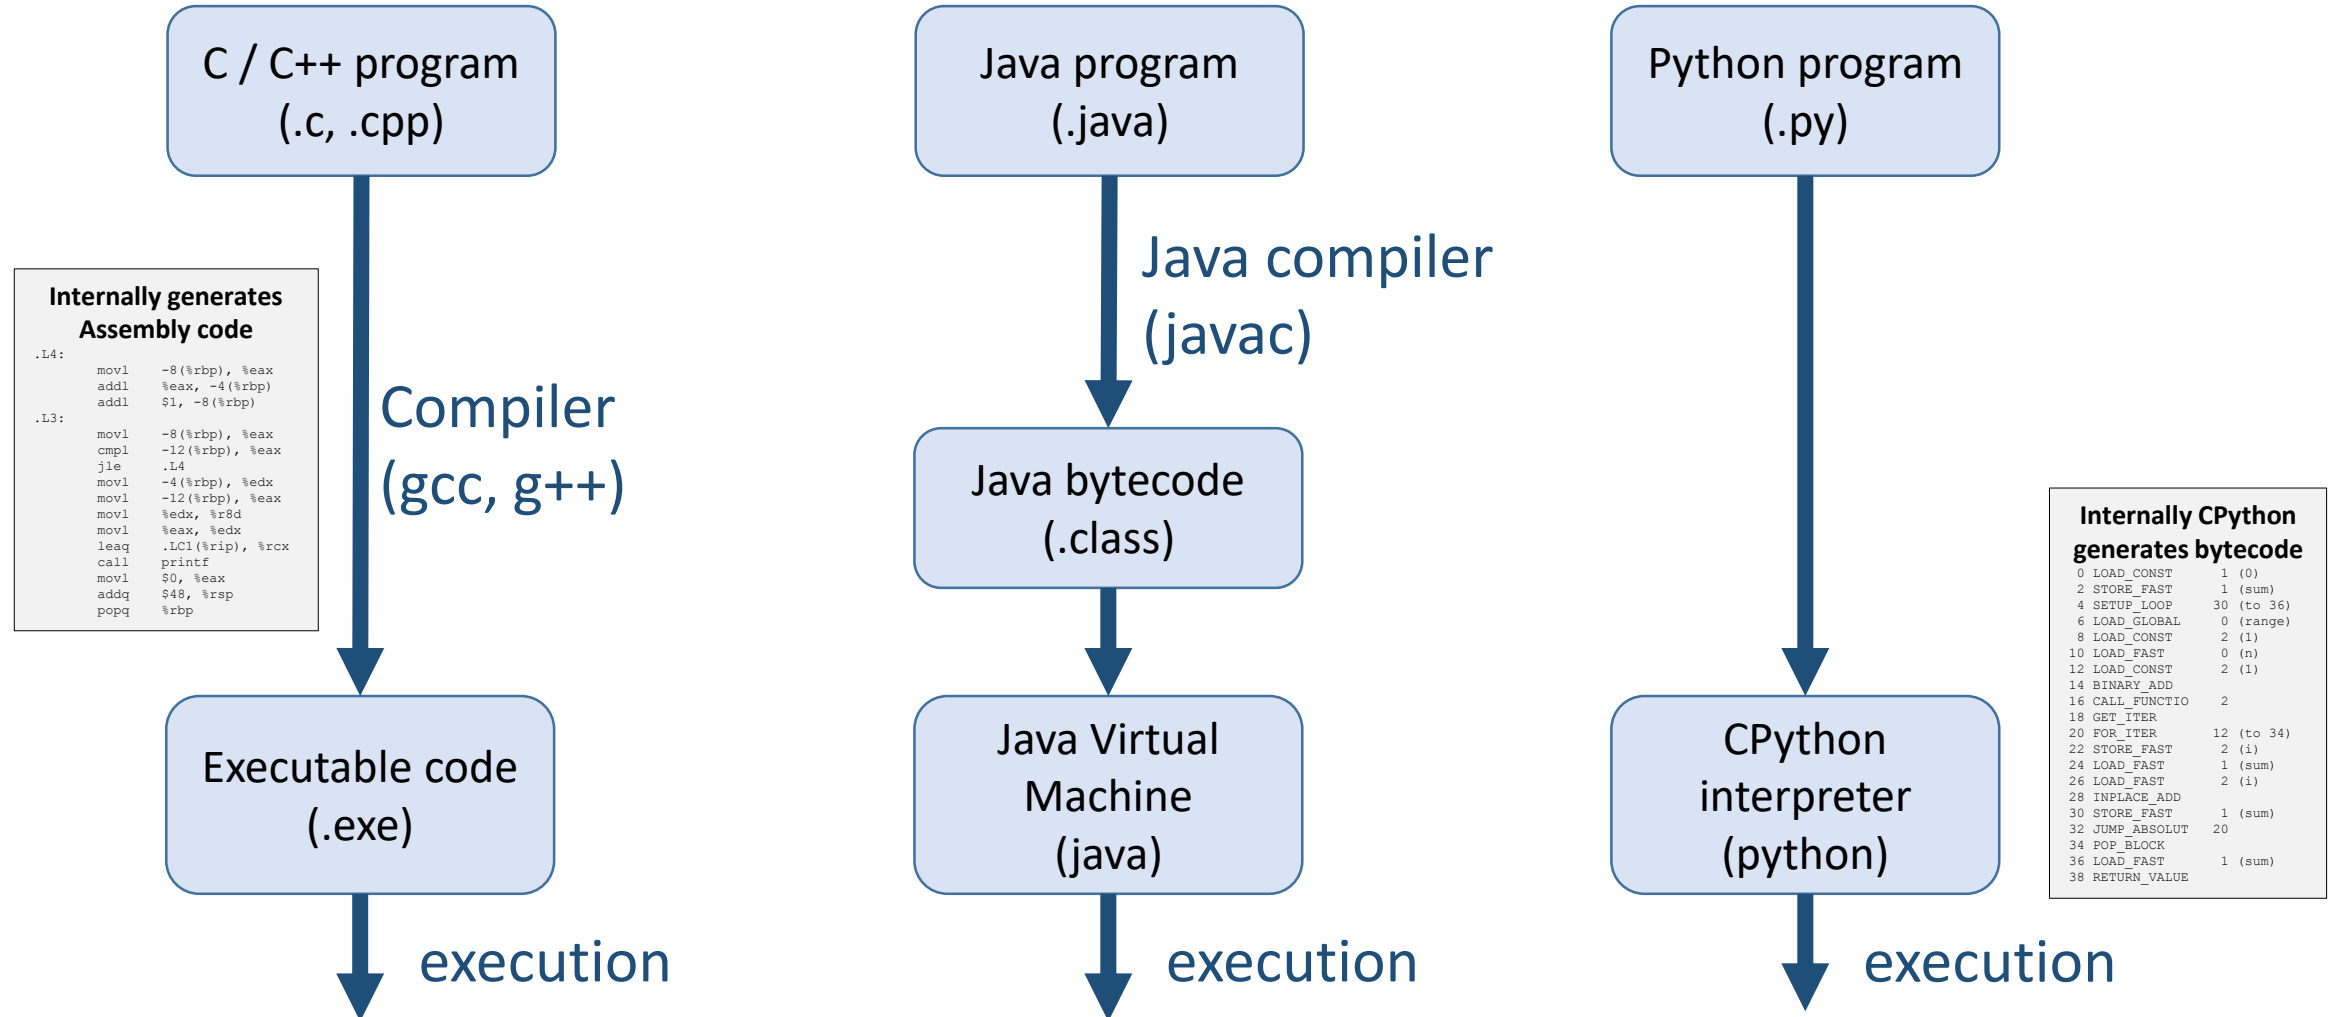 C / C++ program
(.c, .cpp)
Internally generates
Assembly code
.L4:
movl -8(%rbp), %eax
addl %eax, -4(%rbp)
addl $1, -8(%rbp)
.L3:
movl -8(%rbp), %eax
cmpl -12(%rbp), %eax
jle .L4
movl -4(%rbp), %edx
movl -12(%rbp), %eax
movl %edx, %r8d
movl %eax, %edx
leaq .LC1(%rip), %rcx
call printf
movl $0, %eax
addq $48, %rsp
popq %rbp
Compiler
(gcc, g++)
Executable code
(.exe)
execution
Java program
(.java)
Java compiler
(javac)
Java bytecode
(.class)
Java Virtual
Machine
(java)
execution
Python program
(.py)
CPython
interpreter
(python)
execution
Internally CPython
generates bytecode
0 LOAD_CONST 1 (0)
2 STORE_FAST 1 (sum)
4 SETUP_LOOP 30 (to 36)
6 LOAD_GLOBAL 0 (range)
8 LOAD_CONST 2 (1)
10 LOAD_FAST 0 (n)
12 LOAD_CONST 2 (1)
14 BINARY_ADD
16 CALL_FUNCTIO 2
18 GET_ITER
20 FOR_ITER 12 (to 34)
22 STORE_FAST 2 (i)
24 LOAD_FAST 1 (sum)
26 LOAD_FAST 2 (i)
28 INPLACE_ADD
30 STORE_FAST 1 (sum)
32 JUMP_ABSOLUT 20
34 POP_BLOCK
36 LOAD_FAST 1 (sum)
38 RETURN_VALUE